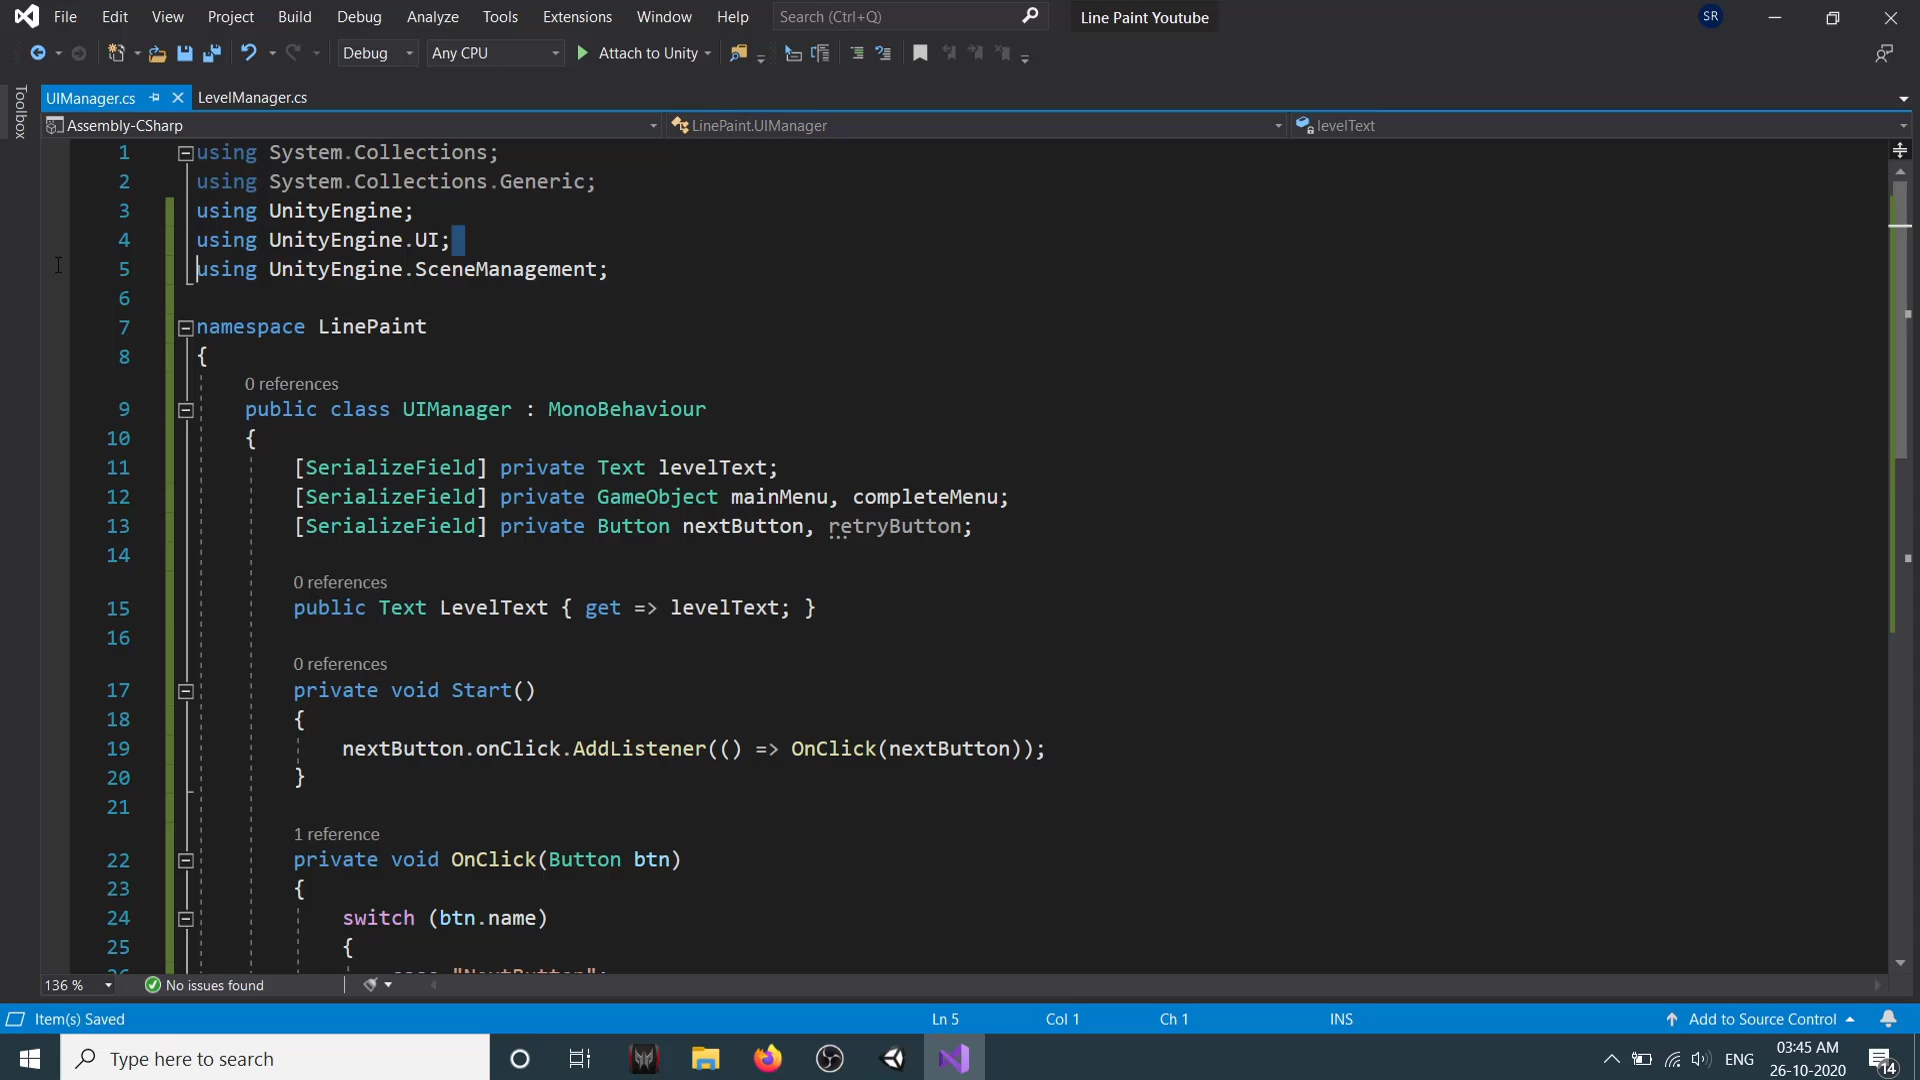 File Edit View Project Build Debug Analyze Tools Extensions Window Help Search (Ctrl+Q) Line Paint Youtube SR
Debug Any CPU Attach to Unity
Toolbox
UIManager.cs LevelManager.cs
Assembly-CSharp LinePaint.UIManager levelText
1 using System.Collections;
2 using System.Collections.Generic;
3 using UnityEngine;
4 using UnityEngine.UI;
5 using UnityEngine.SceneManagement;
6
7 namespace LinePaint
8 {
0 references
9 public class UIManager : MonoBehaviour
10 {
11 [SerializeField] private Text levelText;
12 [SerializeField] private GameObject mainMenu, completeMenu;
13 [SerializeField] private Button nextButton, retryButton;
14
0 references
15 public Text LevelText { get => levelText; }
16
0 references
17 private void Start()
18 {
19 nextButton.onClick.AddListener(() => OnClick(nextButton));
20 }
21
1 reference
22 private void OnClick(Button btn)
23 {
24 switch (btn.name)
25 {
136 % No issues found
Item(s) Saved Ln 5 Col 1 Ch 1 INS Add to Source Control
Type here to search ENG 03:45 AM
26-10-2020 14